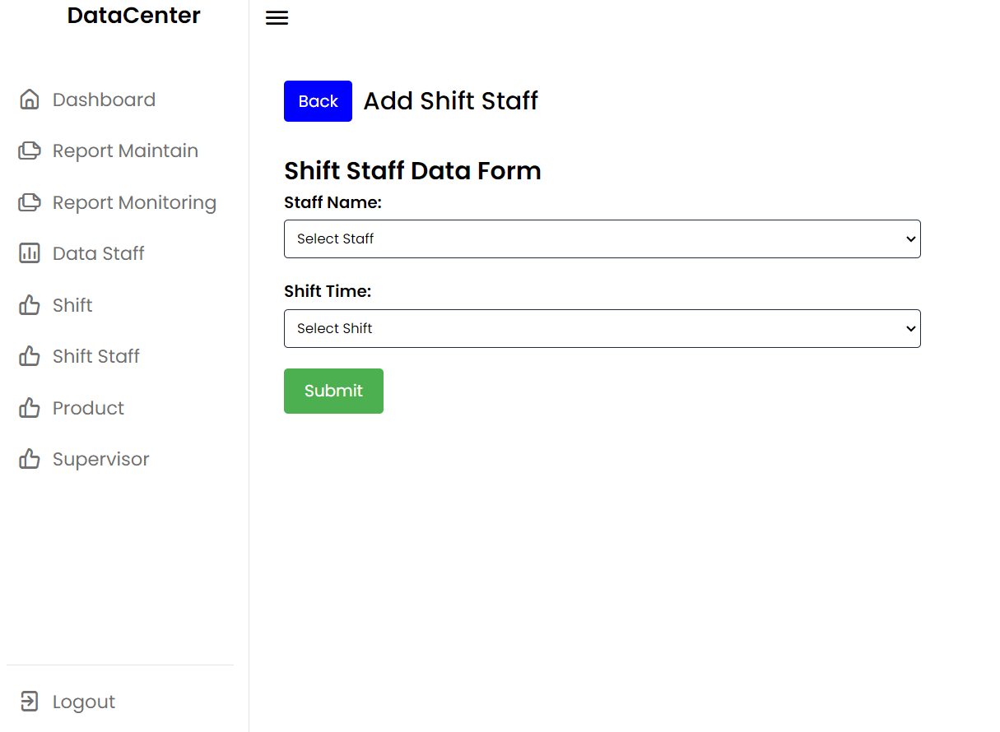 DataCenter
Dashboard
Report Maintain
Report Monitoring
Data Staff
Shift
Shift Staff
Product
Supervisor
Logout
Back
Add Shift Staff
Shift Staff Data Form
Staff Name:
Select Staff
Shift Time:
Select Shift
Submit